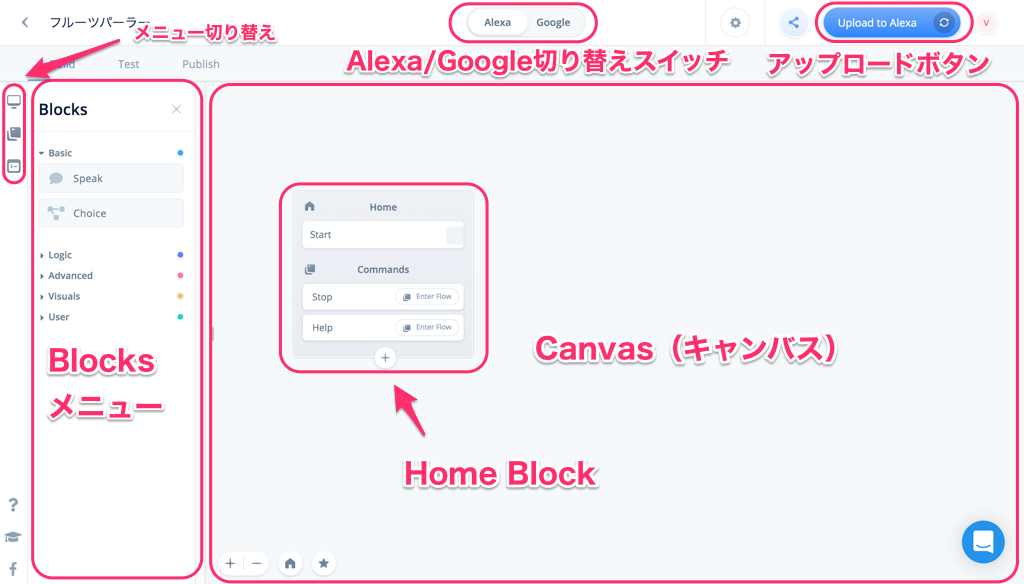 フルーツパーラー
メニュー切り替え
Alexa
Google
Upload to Alexa
V
Alexa/Google切り替えスイッチ
アップロードボタン
Test
Publish
Blocks
Basic
Speak
Choice
Logic
Advanced
Visuals
User
Blocks
メニュー
Home
Start
Commands
Stop
Enter Flow
Help
Enter Flow
Canvas（キャンバス）
Home Block